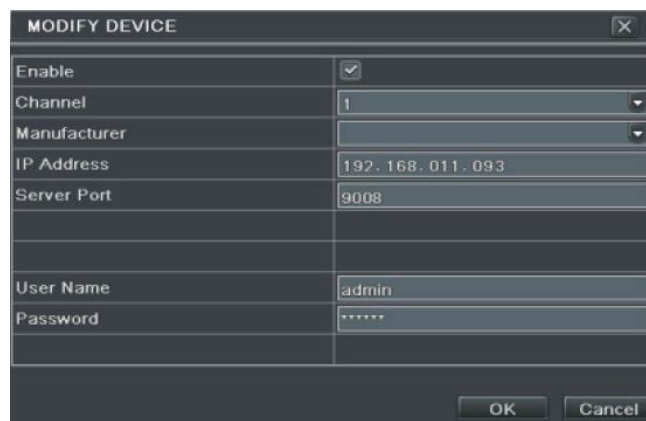 MODIFY DEVICE
Enable
Channel 1
Manufacturer
IP Address 192.168.011.093
Server Port 9008
User Name admin
Password ******
OK Cancel